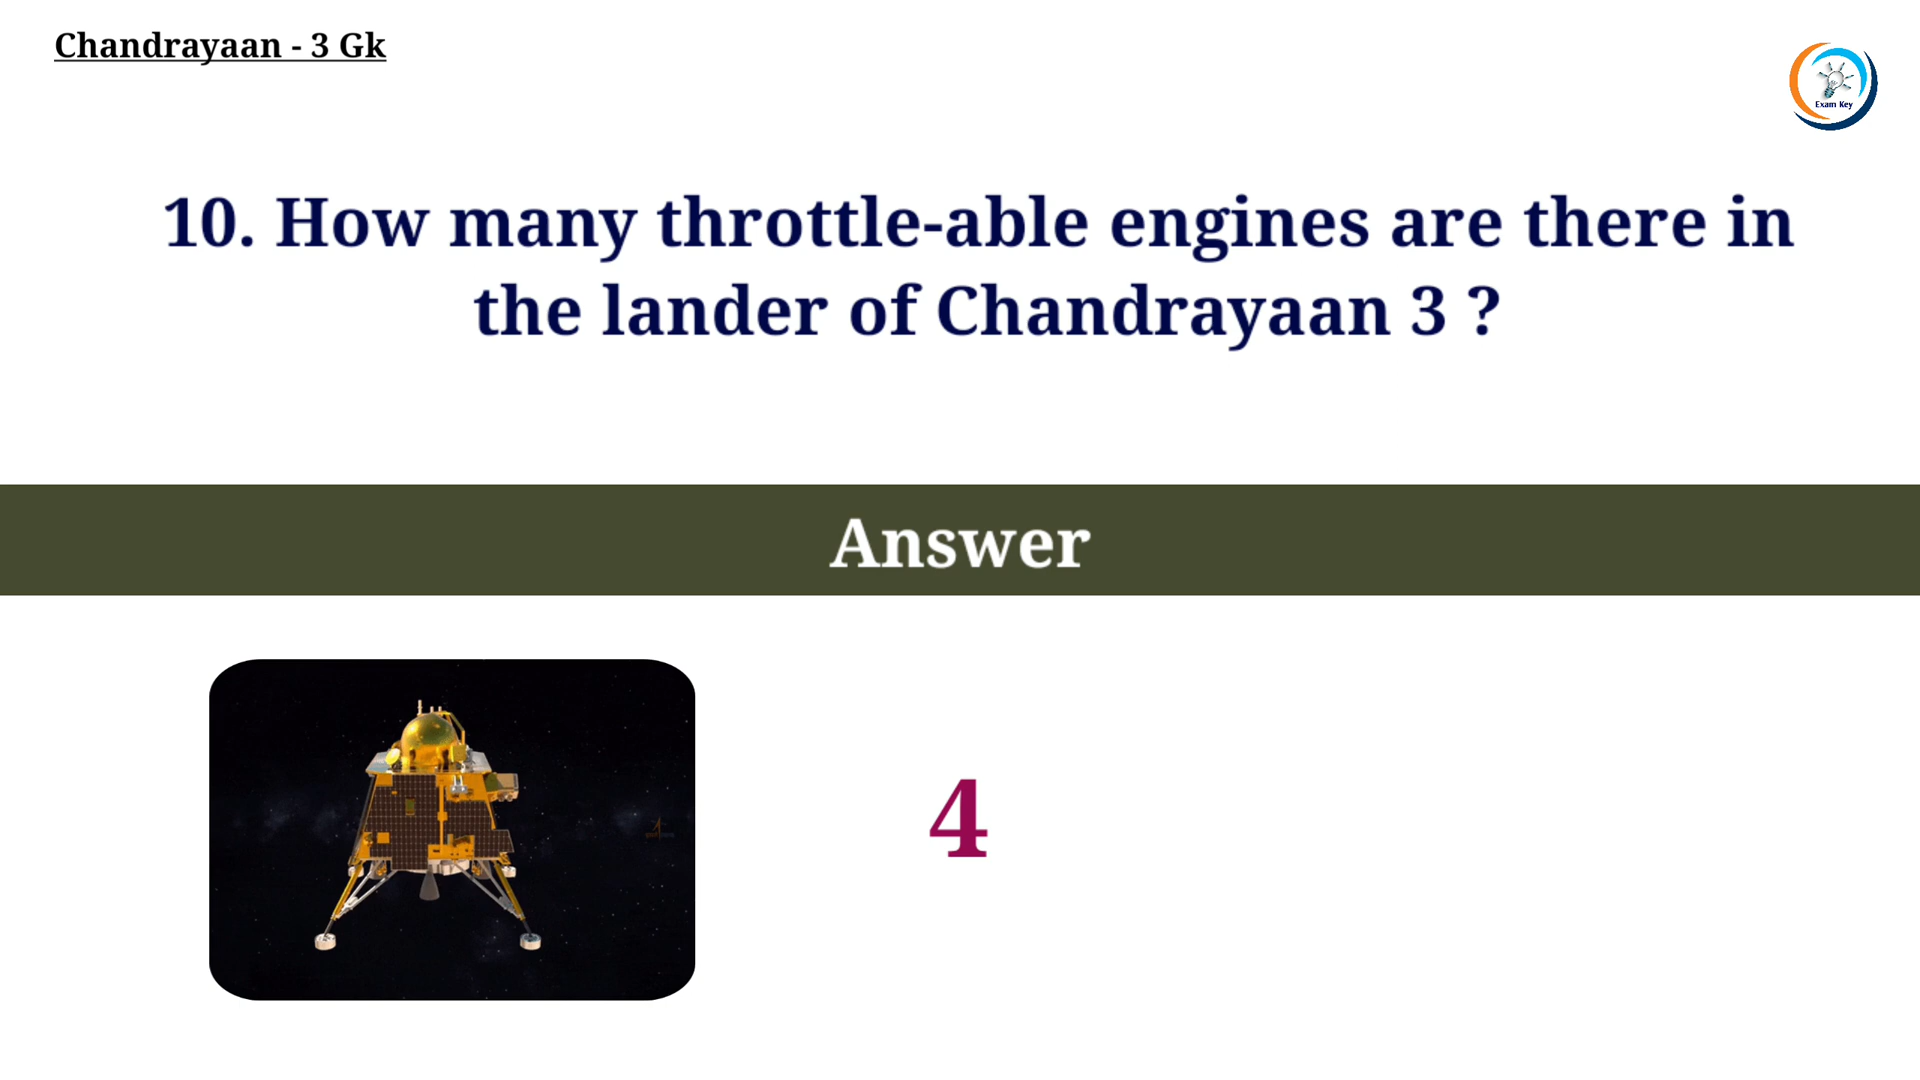 Chandrayaan - 3 Gk
Exam Key
10. How many throttle-able engines are there in
the lander of Chandrayaan 3 ?
Answer
4